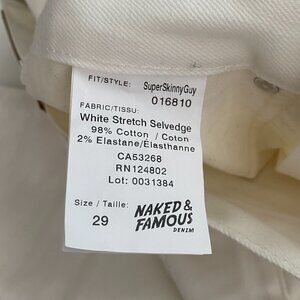 FIT/STYLE: SuperSkinnyGuy
016810
FABRIC/TISSU:
White Stretch Selvedge
98% Cotton / Coton
2% Elastane/Élasthanne
CA53268
RN124802
Lot: 0031384
Size / Taille:
29
NAKED &
FAMOUS
DENIM